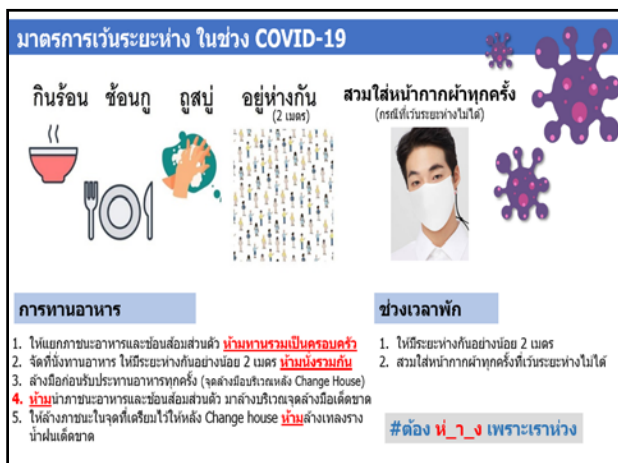 มาตรการเว้นระยะห่าง ในช่วง COVID-19
กินร้อน ช้อนกู ถูสบู่ อยู่ห่างกัน สวมใส่หน้ากากผ้าทุกครั้ง
(2 เมตร) (กรณีที่เว้นระยะห่างไม่ได้)
การทานอาหาร
1. ให้แยกภาชนะอาหารและช้อนส้อมส่วนตัว ห้ามทานรวมเป็นครอบครัว
2. จัดที่นั่งทานอาหาร ให้มีระยะห่างกันอย่างน้อย 2 เมตร ห้ามนั่งรวมกัน
3. ล้างมือก่อนรับประทานอาหารทุกครั้ง (จุดล้างมือบริเวณหลัง Change House)
4. ห้ามนำภาชนะอาหารและช้อนส้อมส่วนตัว มาล้างบริเวณจุดล้างมือเด็ดขาด
5. ให้ล้างภาชนะในจุดที่เตรียมไว้ให้หลัง Change house ห้ามล้างเทลงราง
น้ำฝนเด็ดขาด
ช่วงเวลาพัก
1. ให้มีระยะห่างกันอย่างน้อย 2 เมตร
2. สวมใส่หน้ากากผ้าทุกครั้งที่เว้นระยะห่างไม่ได้
#ต้อง ห่_า_ง เพราะเราห่วง